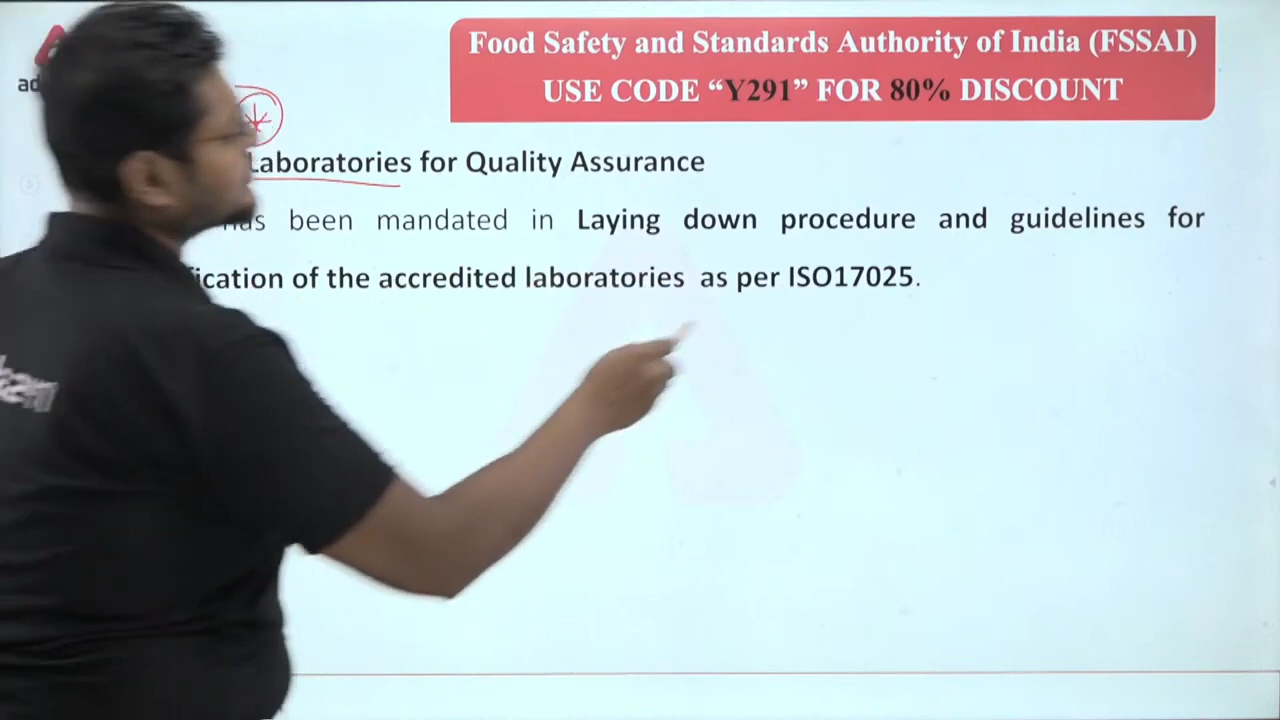 Food Safety and Standards Authority of India (FSSAI)
USE CODE “Y291” FOR 80% DISCOUNT
Laboratories for Quality Assurance
been mandated in Laying down procedure and guidelines for
of the accredited laboratories as per ISO17025.